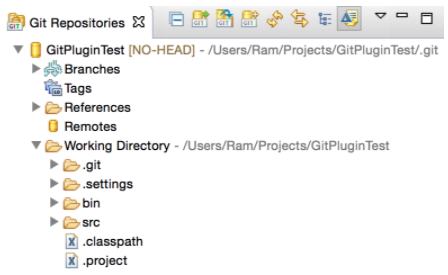 Git Repositories
GitPluginTest [NO-HEAD] - /Users/Ram/Projects/GitPluginTest/.git
Branches
Tags
References
Remotes
Working Directory - /Users/Ram/Projects/GitPluginTest
.git
.settings
bin
src
.classpath
.project